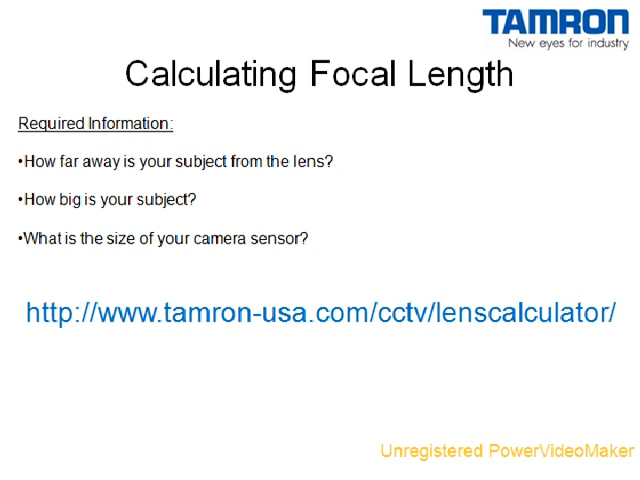 TAMRON
New eyes for industry
Calculating Focal Length
Required Information:
•How far away is your subject from the lens?
•How big is your subject?
•What is the size of your camera sensor?
http://www.tamron-usa.com/cctv/lenscalculator/
Unregistered PowerVideoMaker